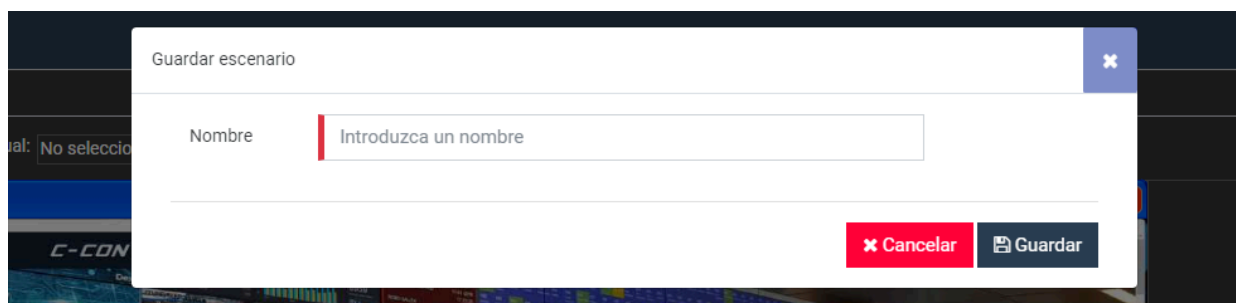 Guardar escenario
Nombre
Introduzca un nombre
ual: No seleccio
C-CON
Cancelar
Guardar